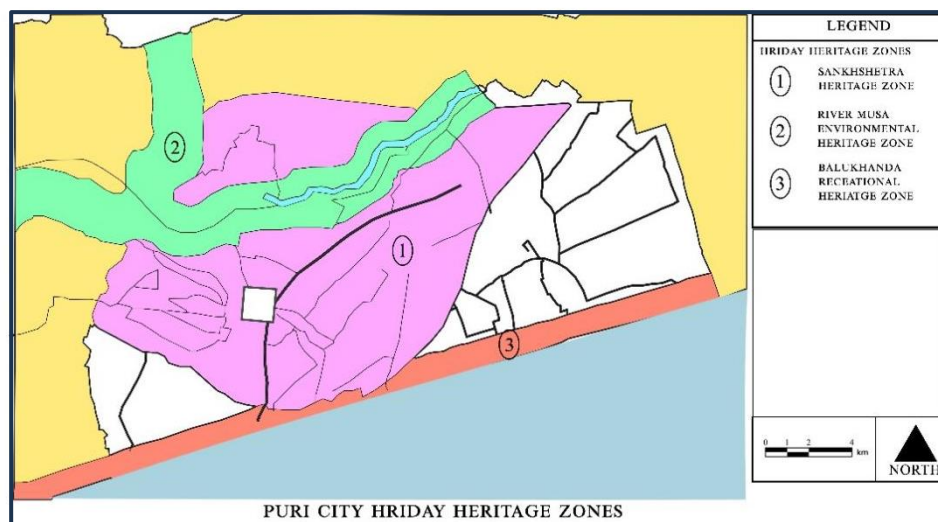 LEGEND
HRIDAY HERITAGE ZONES
1 SANKHSHETRA
HERITAGE ZONE
2 RIVER MUSA
ENVIRONMENTAL
HERITAGE ZONE
3 BALUKHANDA
RECREATIONAL
HERIATGE ZONE
2
1
3
0 1 2 4
km
NORTH
PURI CITY HRIDAY HERITAGE ZONES